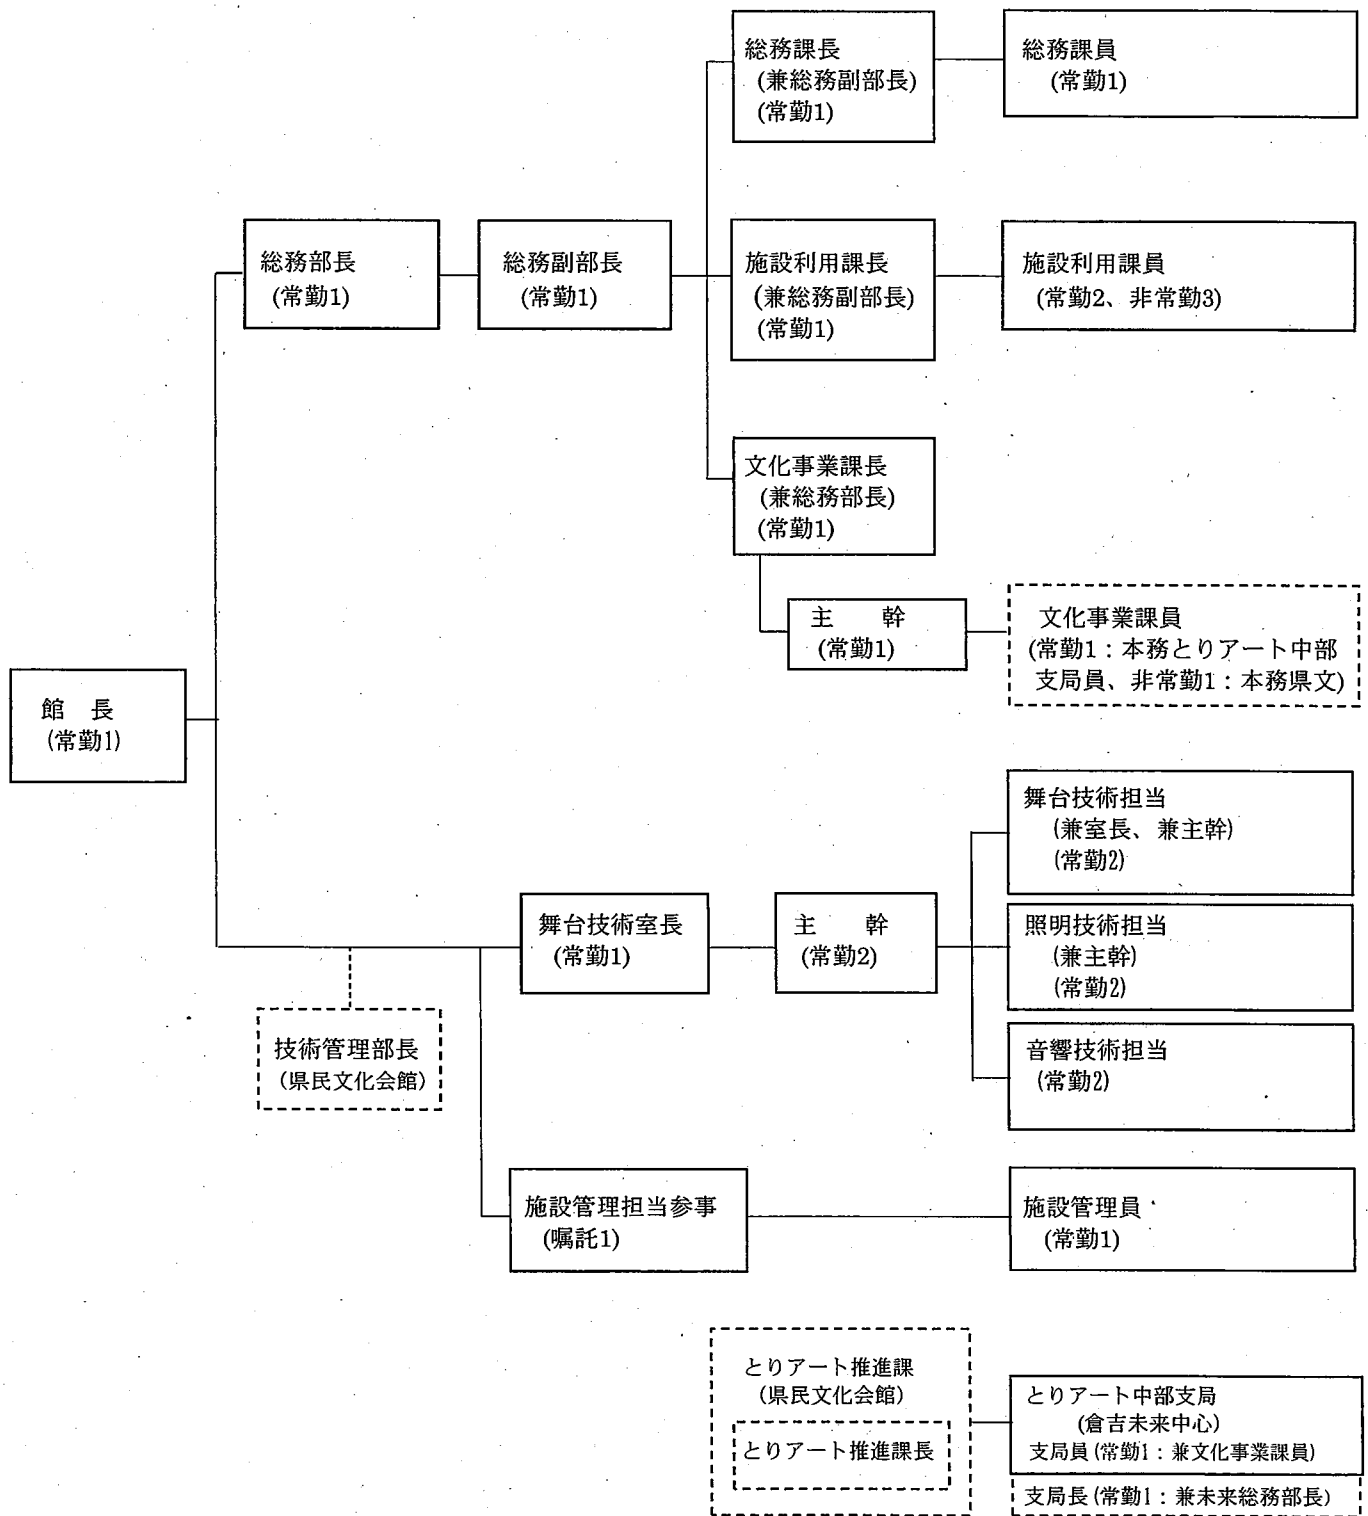 総務課長
(兼総務副部長)
(常勤1)
総務課員
(常勤1)
総務部長
(常勤1)
総務副部長
(常勤1)
施設利用課長
(兼総務副部長)
(常勤1)
施設利用課員
(常勤2、非常勤3)
文化事業課長
(兼総務部長)
(常勤1)
主　幹
(常勤1)
文化事業課員
(常勤1：本務とりアート中部
支局員、非常勤1：本務県文)
館　長
(常勤1)
舞台技術担当
(兼室長、兼主幹)
(常勤2)
舞台技術室長
(常勤1)
主　幹
(常勤2)
照明技術担当
(兼主幹)
(常勤2)
技術管理部長
(県民文化会館)
音響技術担当
(常勤2)
施設管理担当参事
(嘱託1)
施設管理員
(常勤1)
とりアート推進課
(県民文化会館)
とりアート推進課長
とりアート中部支局
(倉吉未来中心)
支局員(常勤1：兼文化事業課員)
支局長(常勤1：兼未来総務部長)